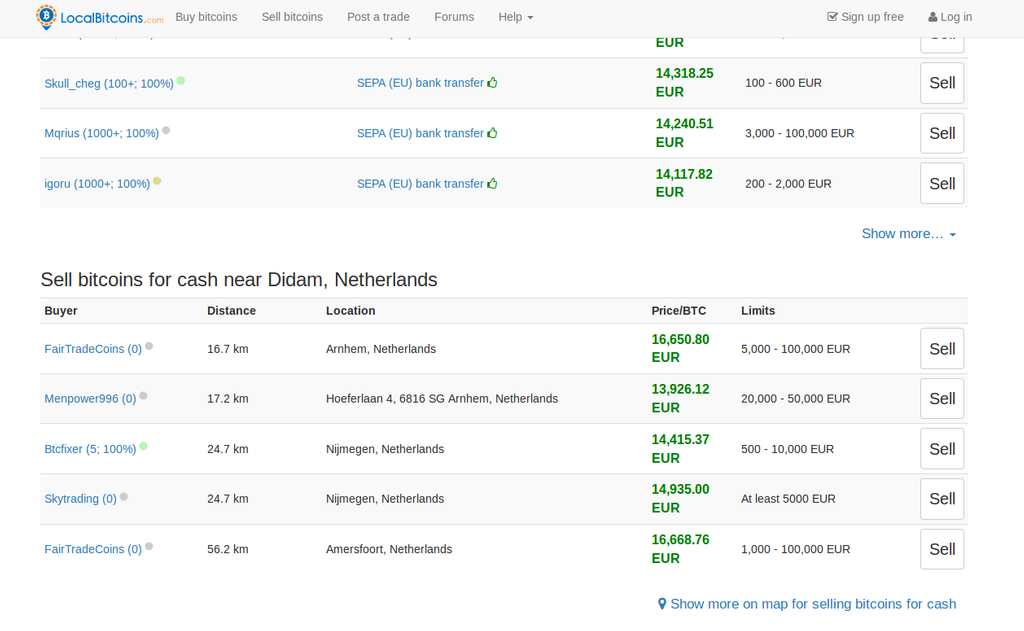 LocalBitcoins.com Buy bitcoins Sell bitcoins Post a trade Forums Help Sign up free Log in
EUR
Skull_cheg (100+; 100%) SEPA (EU) bank transfer 14,318.25 EUR 100 - 600 EUR Sell
Mqrius (1000+; 100%) SEPA (EU) bank transfer 14,240.51 EUR 3,000 - 100,000 EUR Sell
igoru (1000+; 100%) SEPA (EU) bank transfer 14,117.82 EUR 200 - 2,000 EUR Sell
Show more…
Sell bitcoins for cash near Didam, Netherlands
Buyer Distance Location Price/BTC Limits
FairTradeCoins (0) 16.7 km Arnhem, Netherlands 16,650.80 EUR 5,000 - 100,000 EUR Sell
Menpower996 (0) 17.2 km Hoeferlaan 4, 6816 SG Arnhem, Netherlands 13,926.12 EUR 20,000 - 50,000 EUR Sell
Btcfixer (5; 100%) 24.7 km Nijmegen, Netherlands 14,415.37 EUR 500 - 10,000 EUR Sell
Skytrading (0) 24.7 km Nijmegen, Netherlands 14,935.00 EUR At least 5000 EUR Sell
FairTradeCoins (0) 56.2 km Amersfoort, Netherlands 16,668.76 EUR 1,000 - 100,000 EUR Sell
Show more on map for selling bitcoins for cash